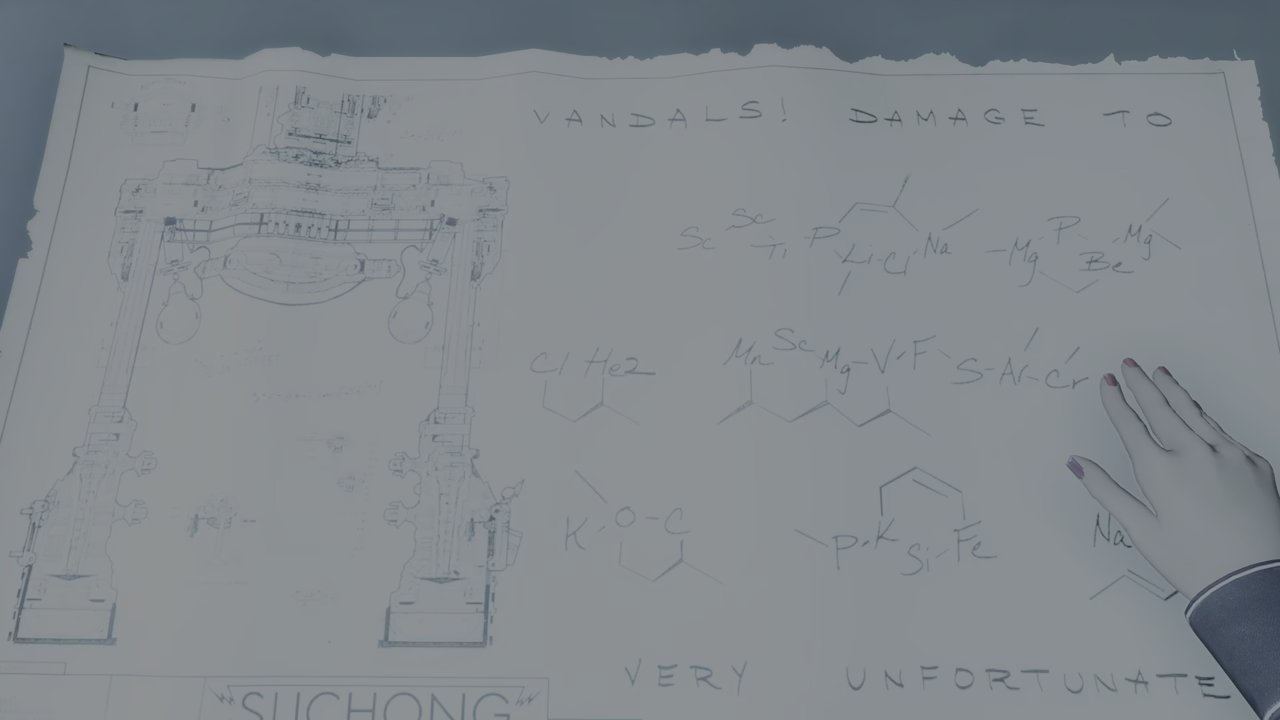 VANDALS! DAMAGE TO
Sc Sc Ti P Li-Cl Na Mg P Be Mg
Cl He2 Mn Sc Mg-V-F S-Al-Cr
K O-C P-K Si-Fe Na
VERY UNFORTUNATE
SUCHONG